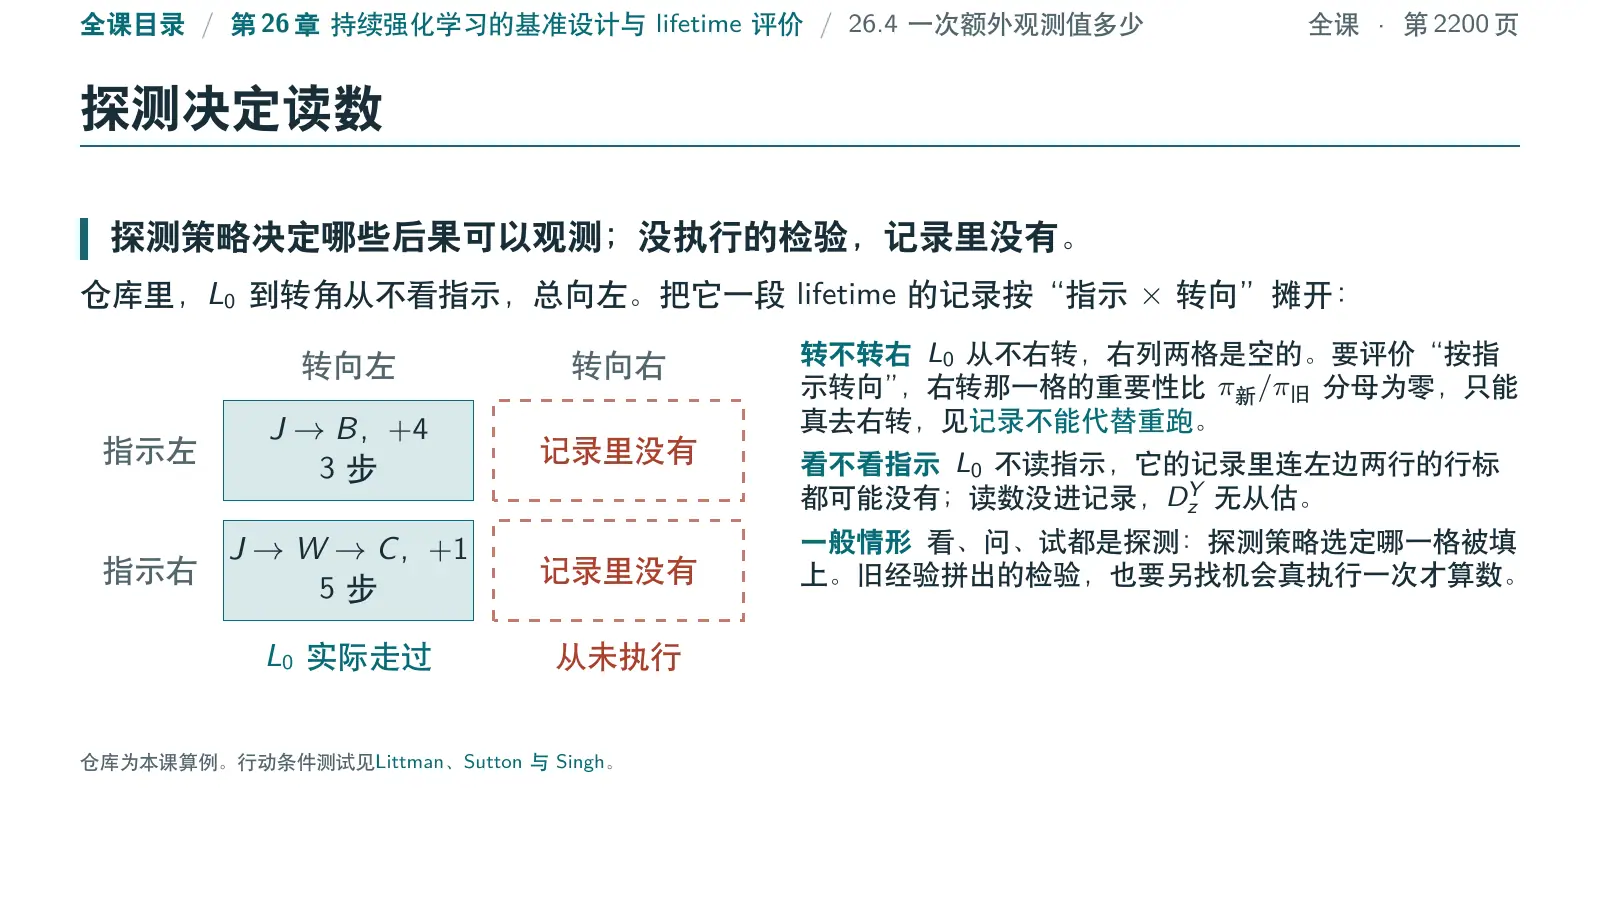 全课目录 / 第 26 章 持续强化学习的基准设计与 lifetime 评价 / 26.4 一次额外观测值多少
全课 · 第 2200 页
探测决定读数
探测策略决定哪些后果可以观测；没执行的检验，记录里没有。
仓库里，L₀ 到转角从不看指示，总向左。把它一段 lifetime 的记录按“指示 × 转向”摊开：
转向左 转向右
指示左
J → B, +4
3 步
记录里没有
指示右
J → W → C, +1
5 步
记录里没有
L₀ 实际走过
从未执行
转不转右 L₀ 从不右转，右列两格是空的。要评价“按指
示转向”，右转那一格的重要性比 π新/π旧 分母为零，只能
真去右转，见记录不能代替重跑。
看不看指示 L₀ 不读指示，它的记录里连左边两行的行标
都可能没有；读数没进记录，D_z^Y 无从估。
一般情形 看、问、试都是探测：探测策略选定哪一格被填
上。旧经验拼出的检验，也要另找机会真执行一次才算数。
仓库为本课算例。行动条件测试见Littman、Sutton 与 Singh。